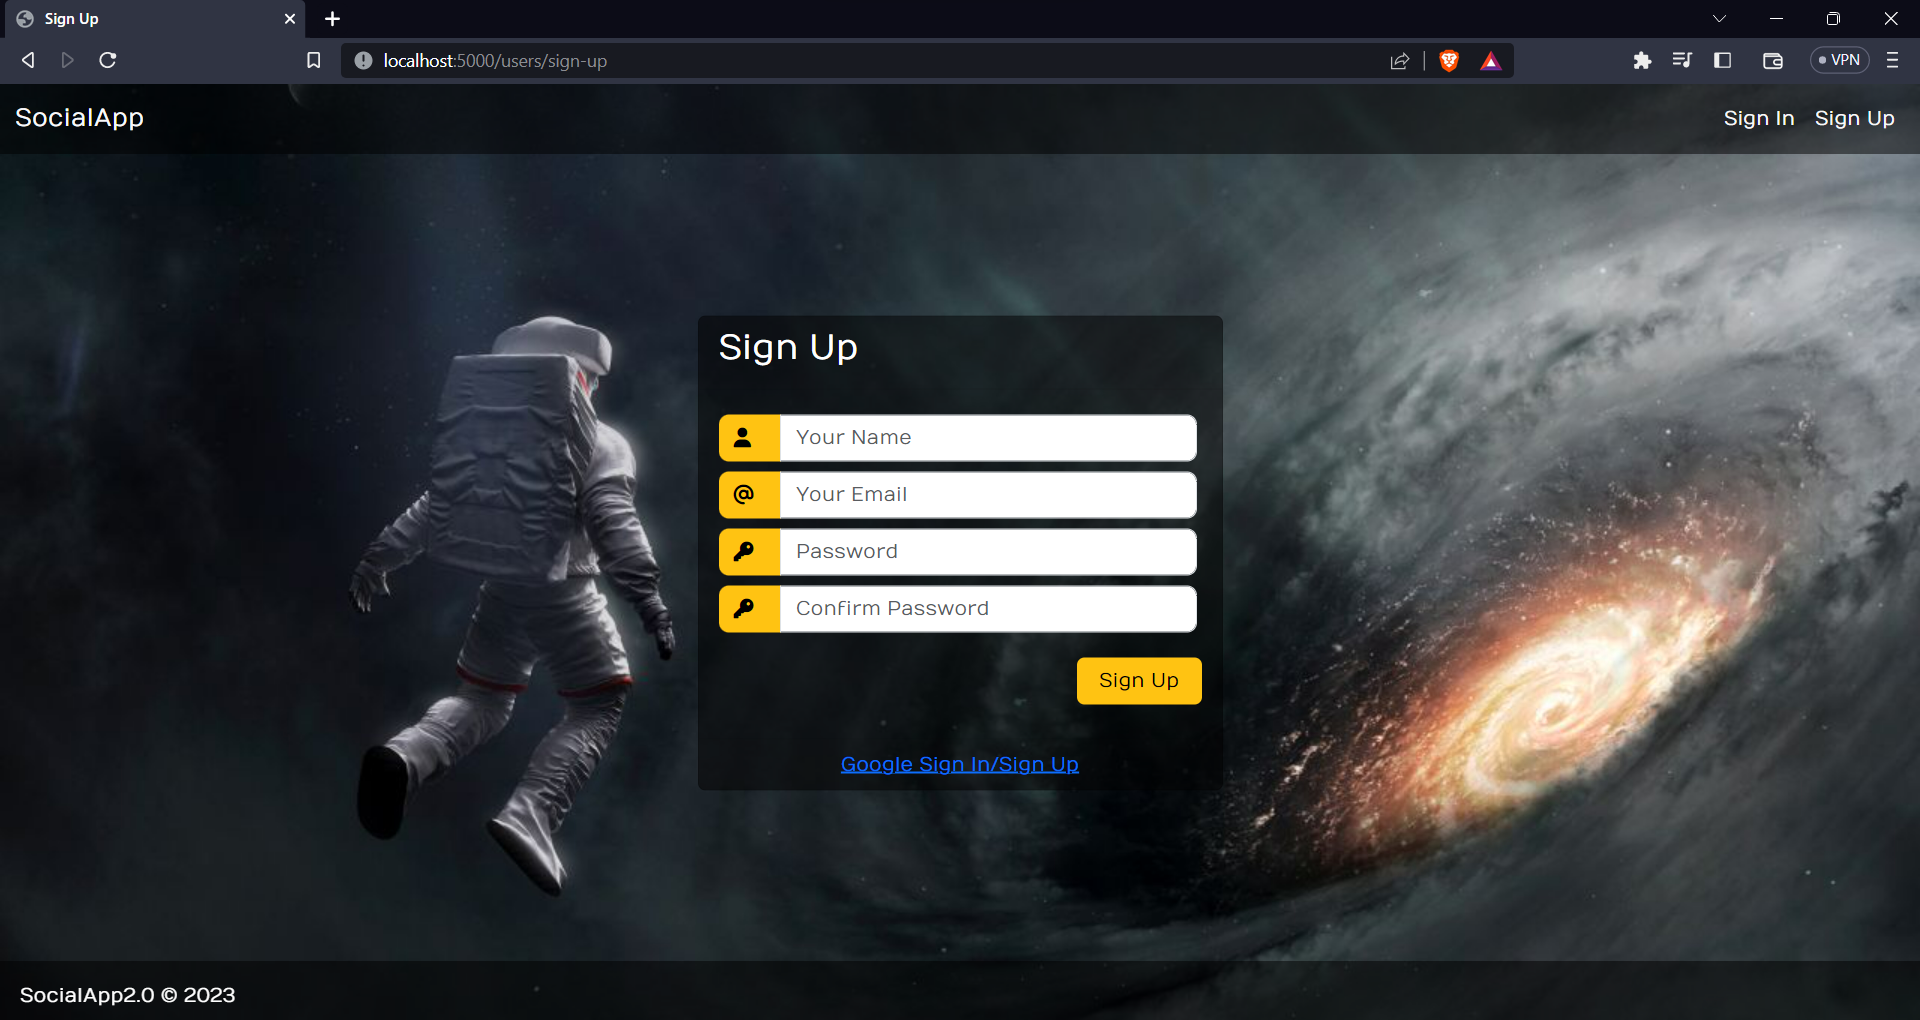 Sign Up
localhost:5000/users/sign-up
VPN
SocialApp
Sign In Sign Up
Sign Up
Your Name
@ Your Email
Password
Confirm Password
Sign Up
Google Sign In/Sign Up
SocialApp2.0 © 2023